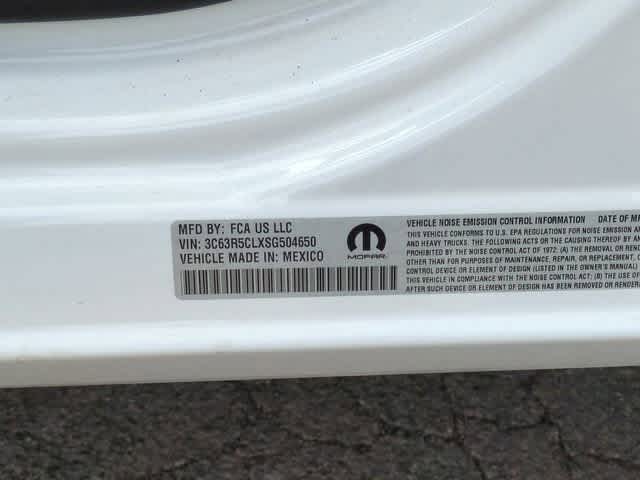 MFD BY: FCA US LLC
VIN: 3C63R5CLXSG504650
VEHICLE MADE IN: MEXICO
MOPAR
VEHICLE NOISE EMISSION CONTROL INFORMATION DATE OF
THIS VEHICLE CONFORMS TO U.S. EPA REGULATIONS FOR NOISE EMISSION
AND HEAVY TRUCKS. THE FOLLOWING ACTS OR THE CAUSING THEREOF BY
PROHIBITED BY THE NOISE CONTROL ACT OF 1972: (A) THE REMOVAL OR
OTHER THAN FOR PURPOSES OF MAINTENANCE, REPAIR, OR REPLACEMENT,
CONTROL DEVICE OR ELEMENT OF DESIGN (LISTED IN THE OWNER'S MANUAL)
THIS VEHICLE IN COMPLIANCE WITH THE NOISE CONTROL ACT; (B) THE USE OF
AFTER SUCH DEVICE OR ELEMENT OF DESIGN HAS BEEN REMOVED OR